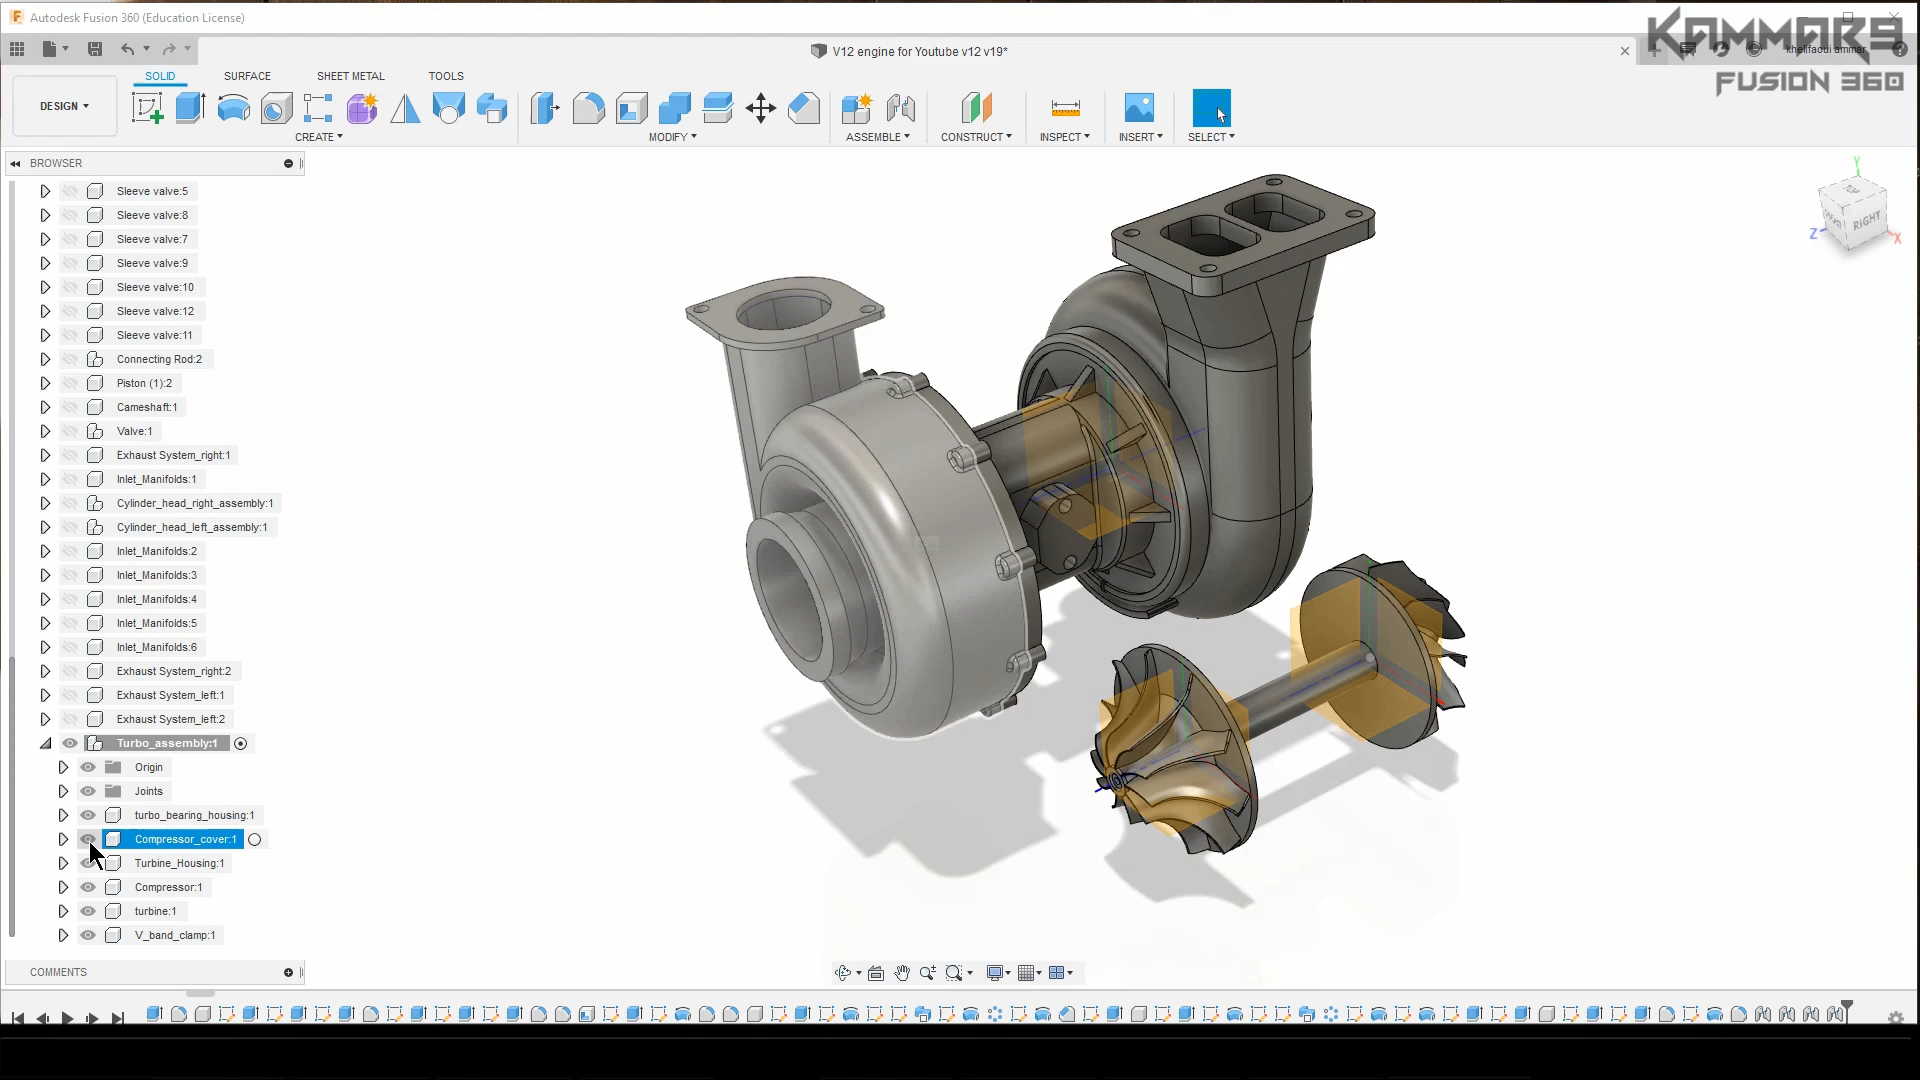 Autodesk Fusion 360 (Education License)
KAMMARS
FUSION 360
V12 engine for Youtube v12 v19*
khelifaoui ammar
SOLID SURFACE SHEET METAL TOOLS
DESIGN
CREATE MODIFY ASSEMBLE CONSTRUCT INSPECT INSERT SELECT
BROWSER
Sleeve valve:5
Sleeve valve:8
Sleeve valve:7
Sleeve valve:9
Sleeve valve:10
Sleeve valve:12
Sleeve valve:11
Connecting Rod:2
Piston (1):2
Cameshaft:1
Valve:1
Exhaust System_right:1
Inlet_Manifolds:1
Cylinder_head_right_assembly:1
Cylinder_head_left_assembly:1
Inlet_Manifolds:2
Inlet_Manifolds:3
Inlet_Manifolds:4
Inlet_Manifolds:5
Inlet_Manifolds:6
Exhaust System_right:2
Exhaust System_left:1
Exhaust System_left:2
Turbo_assembly:1
Origin
Joints
turbo_bearing_housing:1
Compressor_cover:1
Turbine_Housing:1
Compressor:1
turbine:1
V_band_clamp:1
COMMENTS
Y
RIGHT
Z
X